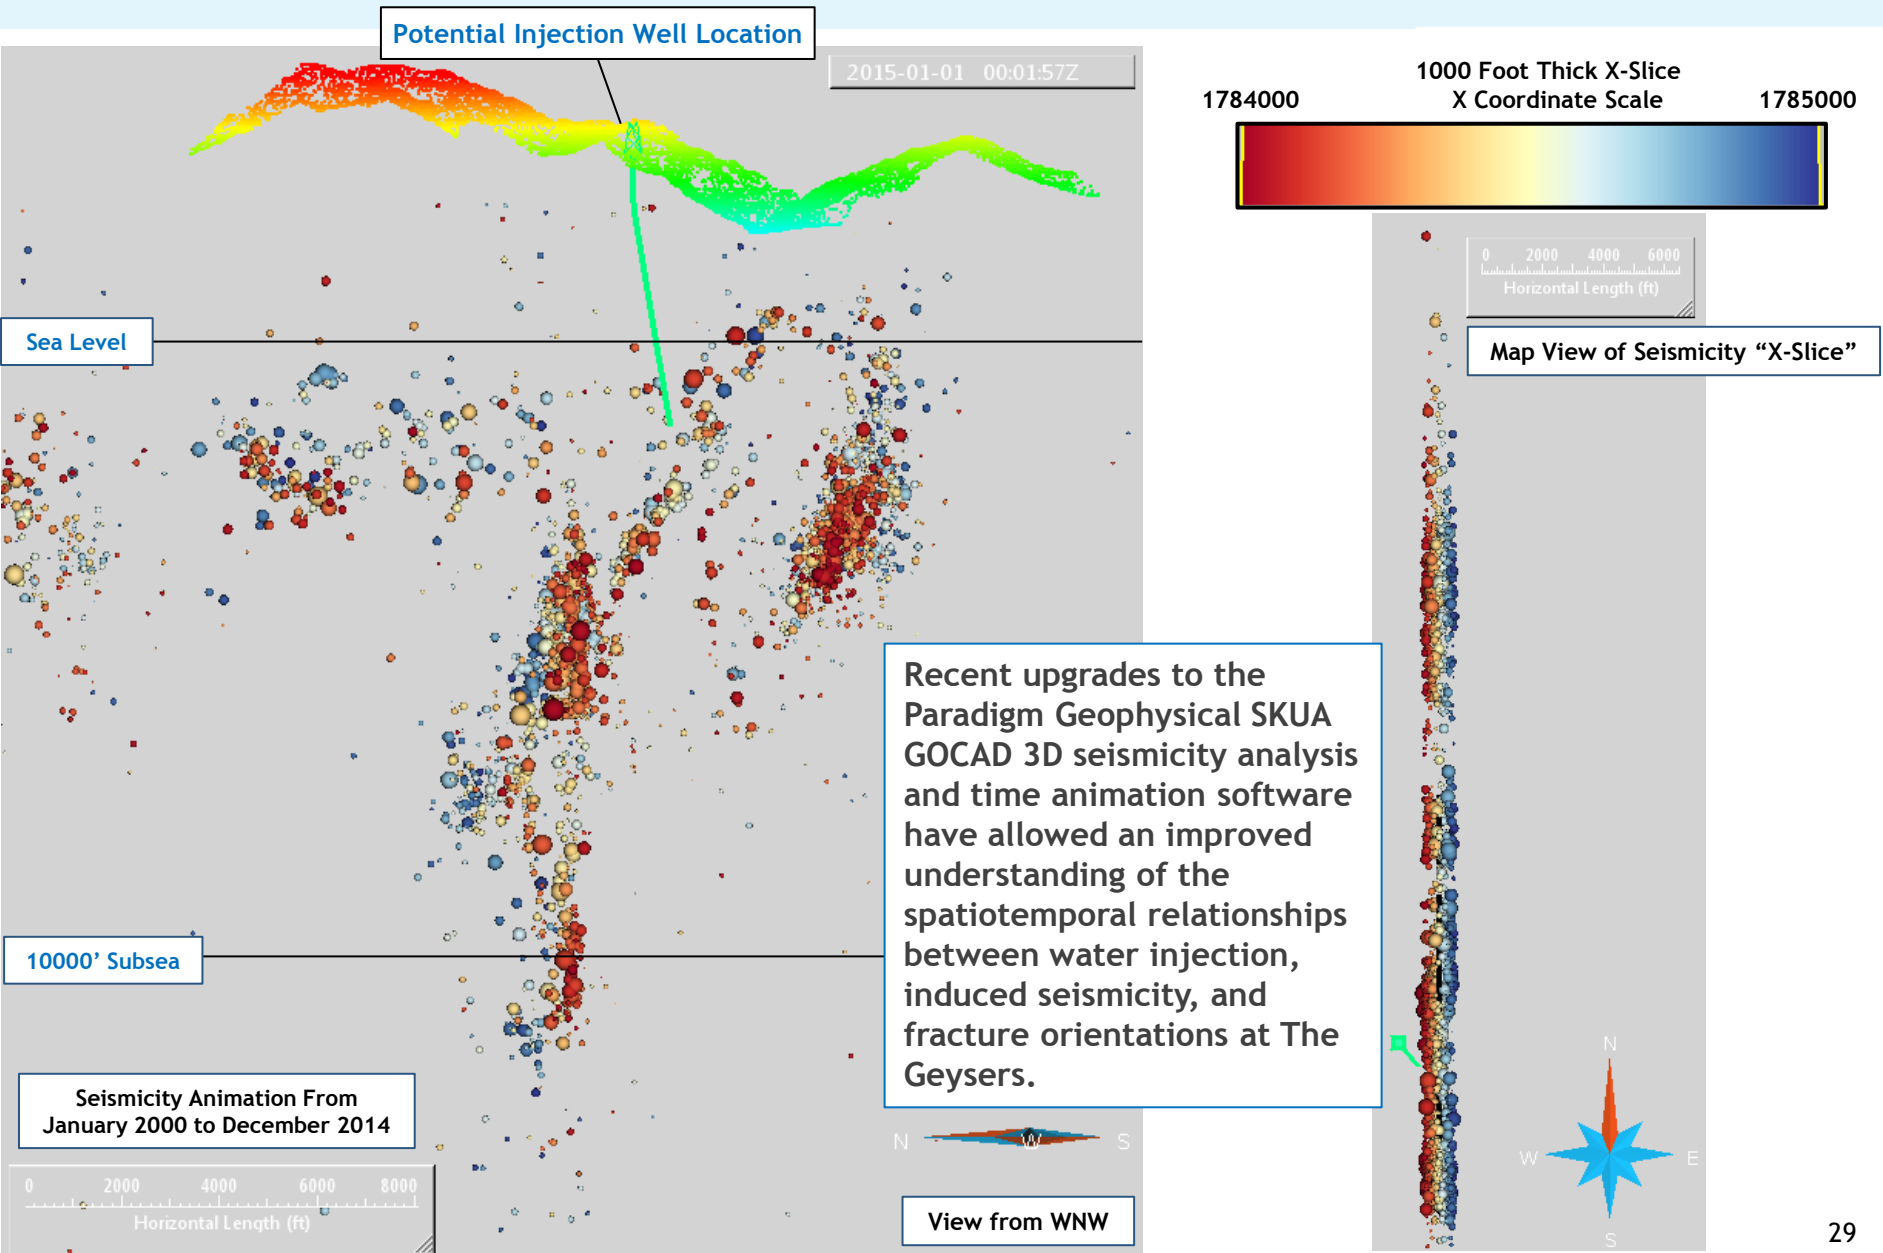 Potential Injection Well Location
2015-01-01 00:01:57Z
1000 Foot Thick X-Slice
1784000 X Coordinate Scale 1785000
0 2000 4000 6000
Horizontal Length (ft)
Sea Level
Map View of Seismicity “X-Slice”
Recent upgrades to the
Paradigm Geophysical SKUA
GOCAD 3D seismicity analysis
and time animation software
have allowed an improved
understanding of the
spatiotemporal relationships
between water injection,
induced seismicity, and
fracture orientations at The
Geysers.
10000’ Subsea
Seismicity Animation From
January 2000 to December 2014
N W S
N
W E
S
0 2000 4000 6000 8000
Horizontal Length (ft)
View from WNW
29